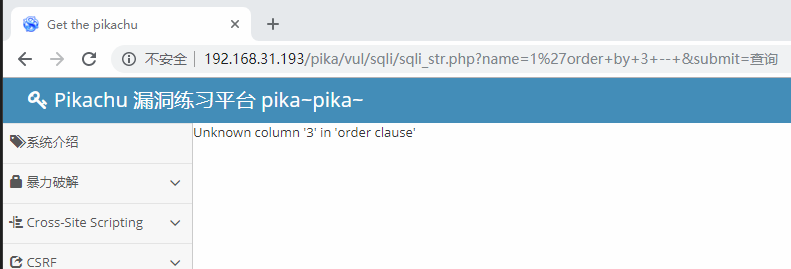 Get the pikachu
不安全 192.168.31.193/pika/vul/sqli/sqli_str.php?name=1%27order+by+3+--+&submit=查询
Pikachu 漏洞练习平台 pika~pika~
系统介绍
Unknown column '3' in 'order clause'
暴力破解
Cross-Site Scripting
CSRF